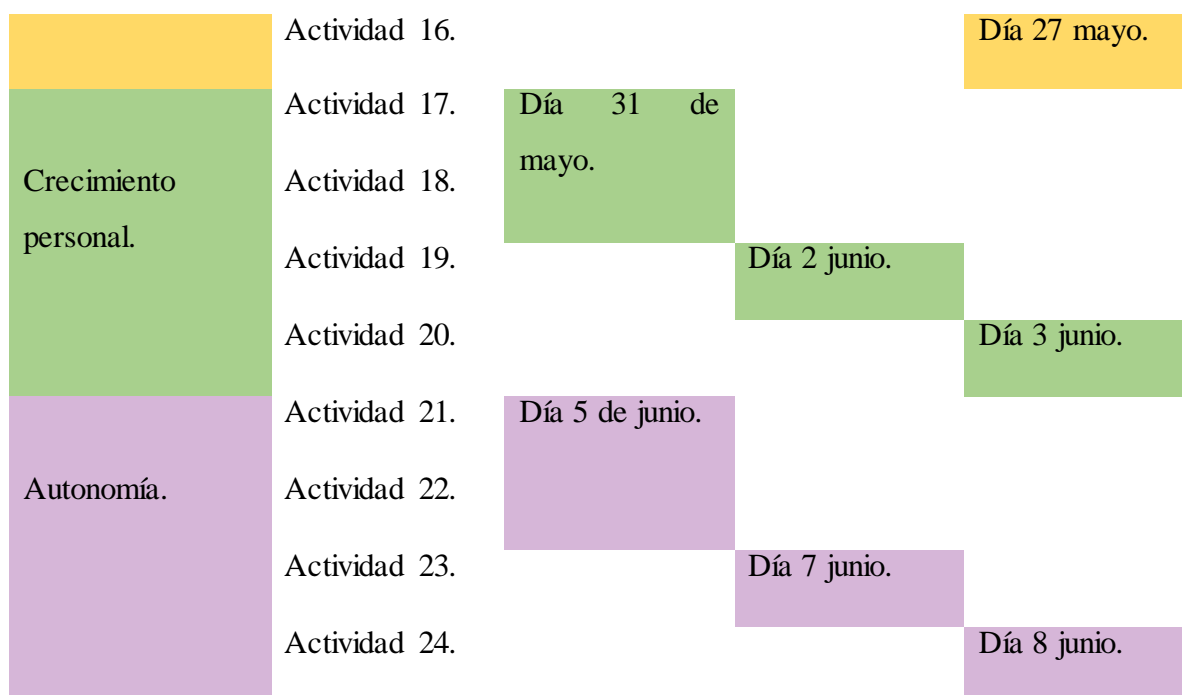 Actividad 16.
Día 27 mayo.
Actividad 17.
Día 31 de
mayo.
Crecimiento
personal.
Actividad 18.
Actividad 19.
Día 2 junio.
Actividad 20.
Día 3 junio.
Actividad 21.
Día 5 de junio.
Autonomía.
Actividad 22.
Actividad 23.
Día 7 junio.
Actividad 24.
Día 8 junio.